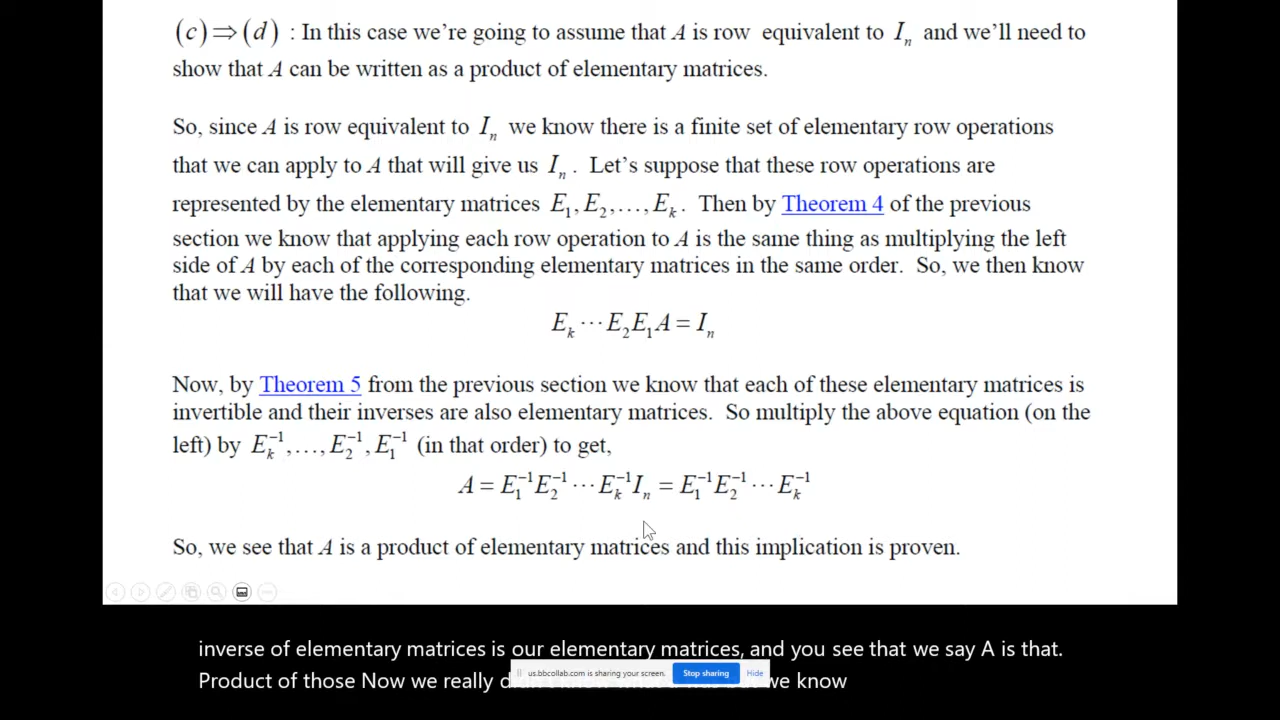 (c)⇒(d) : In this case we're going to assume that A is row equivalent to Iₙ and we'll need to
show that A can be written as a product of elementary matrices.
So, since A is row equivalent to Iₙ we know there is a finite set of elementary row operations
that we can apply to A that will give us Iₙ. Let's suppose that these row operations are
represented by the elementary matrices E₁, E₂,…, Eₖ. Then by Theorem 4 of the previous
section we know that applying each row operation to A is the same thing as multiplying the left
side of A by each of the corresponding elementary matrices in the same order. So, we then know
that we will have the following.
Eₖ ⋯ E₂E₁A = Iₙ
Now, by Theorem 5 from the previous section we know that each of these elementary matrices is
invertible and their inverses are also elementary matrices. So multiply the above equation (on the
left) by Eₖ⁻¹,…, E₂⁻¹, E₁⁻¹ (in that order) to get,
A = E₁⁻¹E₂⁻¹ ⋯ Eₖ⁻¹Iₙ = E₁⁻¹E₂⁻¹ ⋯ Eₖ⁻¹
So, we see that A is a product of elementary matrices and this implication is proven.
inverse of elementary matrices is our elementary matrices, and you see that we say A is that.
us.bbcollab.com is sharing your screen. Stop sharing Hide
Product of those Now we really we know